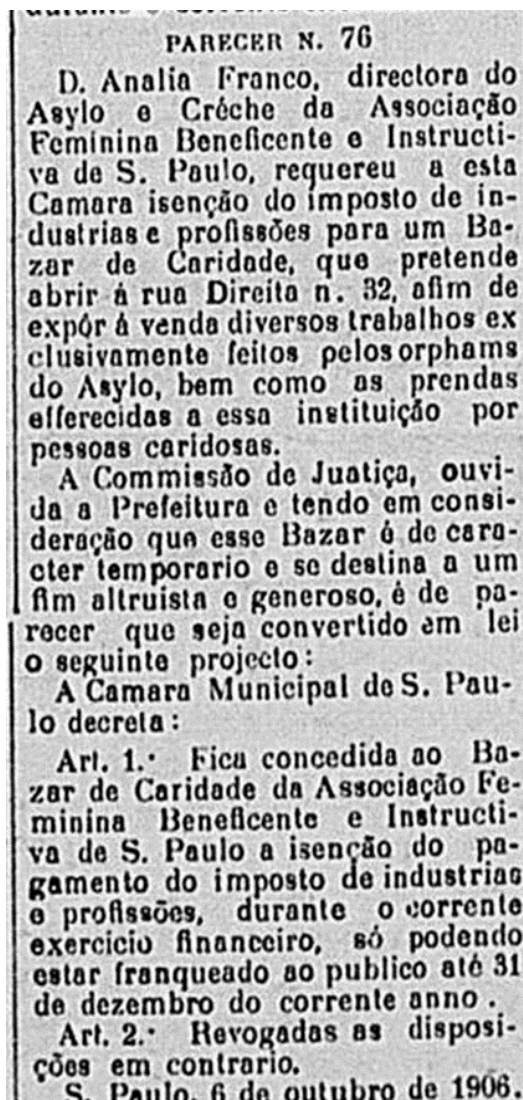 PARECER N. 76
D. Analia Franco, directora do
Asylo e Créche da Associação
Feminina Beneficente e Instructi-
va de S. Paulo, requereu a esta
Camara isenção do imposto de in-
dustrias e profissões para um Ba-
zar de Caridade, que pretende
abrir á rua Direita n. 32, afim de
expôr á venda diversos trabalhos ex
clusivamente feitos pelos orphams
do Asylo, bem como as prendas
offerecidas a essa instituição por
pessoas caridosas.
A Commissão de Justiça, ouvi-
da a Prefeitura e tendo em consi-
deração que esse Bazar é de cara-
cter temporario e se destina a um
fim altruista e generoso, é de pa-
recer que seja convertido em lei
o seguinte projecto:
A Camara Municipal de S. Pau-
lo decreta:
Art. 1.· Fica concedida ao Ba-
zar de Caridade da Associação Fe-
minina Beneficente e Instructi-
va de S. Paulo a isenção do pa-
gamento do imposto de industrias
e profissões, durante o corrente
exercicio financeiro, só podendo
estar franqueado ao publico até 31
de dezembro do corrente anno.
Art. 2.· Revogadas as disposi-
ções em contrario.
S. Paulo, 6 de outubro de 1906.